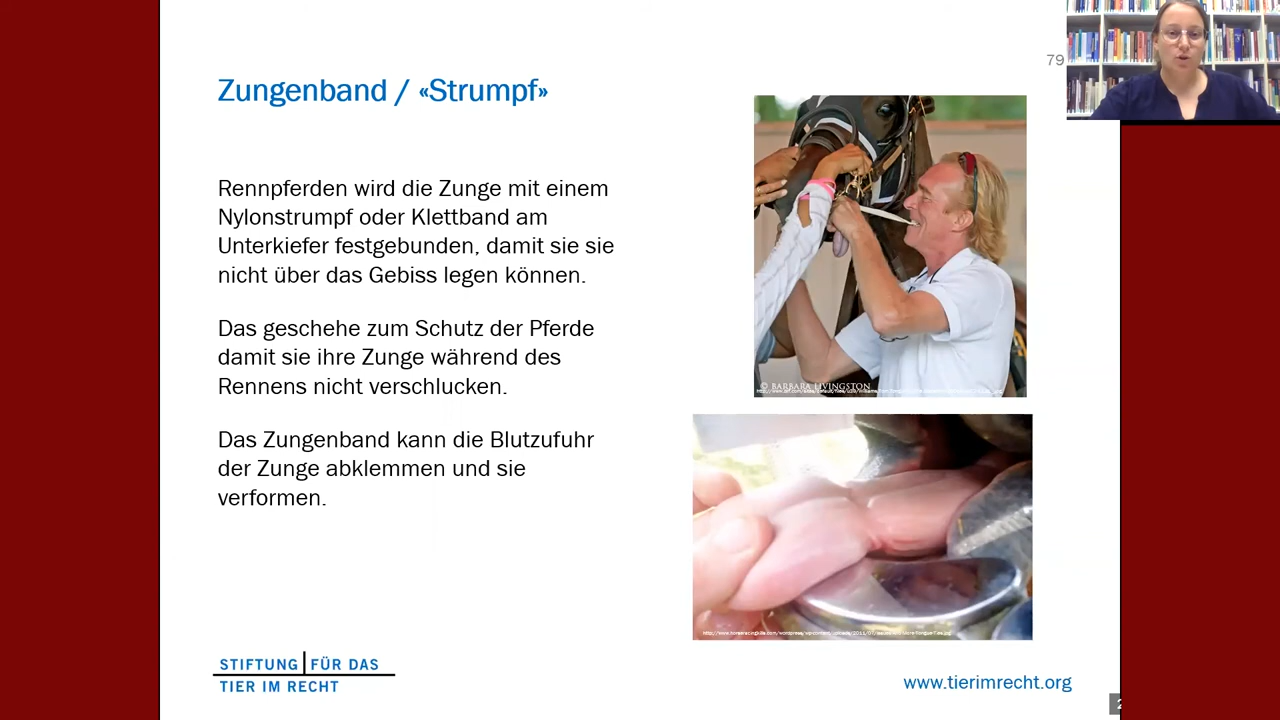 79
Zungenband / «Strumpf»
Rennpferden wird die Zunge mit einem
Nylonstrumpf oder Klettband am
Unterkiefer festgebunden, damit sie sie
nicht über das Gebiss legen können.
Das geschehe zum Schutz der Pferde
damit sie ihre Zunge während des
Rennens nicht verschlucken.
Das Zungenband kann die Blutzufuhr
der Zunge abklemmen und sie
verformen.
© BARBARA LIVINGSTON
STIFTUNG FÜR DAS
TIER IM RECHT
www.tierimrecht.org